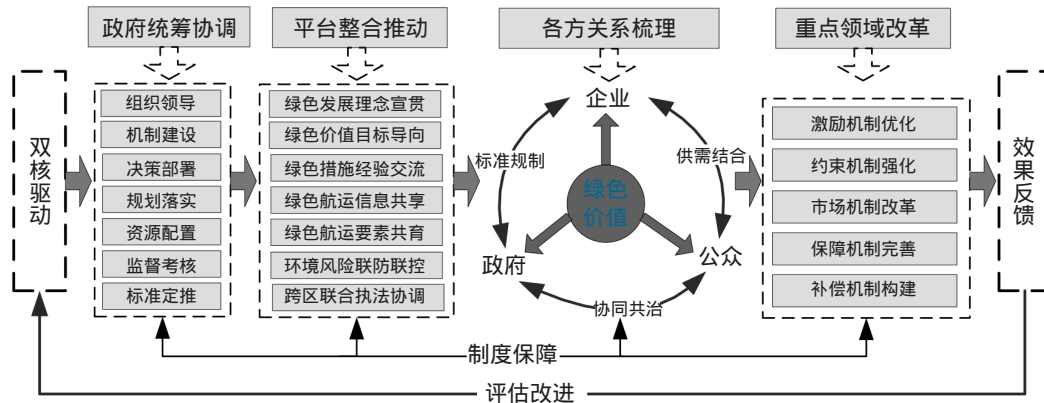 政府统筹协调
平台整合推动
各方关系梳理
重点领域改革
双核驱动
组织领导
机制建设
决策部署
规划落实
资源配置
监督考核
标准定推
绿色发展理念宣贯
绿色价值目标导向
绿色措施经验交流
绿色航运信息共享
绿色航运要素共育
环境风险联防联控
跨区联合执法协调
企业
标准规制
供需结合
绿色
价值
政府
公众
协同共治
激励机制优化
约束机制强化
市场机制改革
保障机制完善
补偿机制构建
效果反馈
制度保障
评估改进